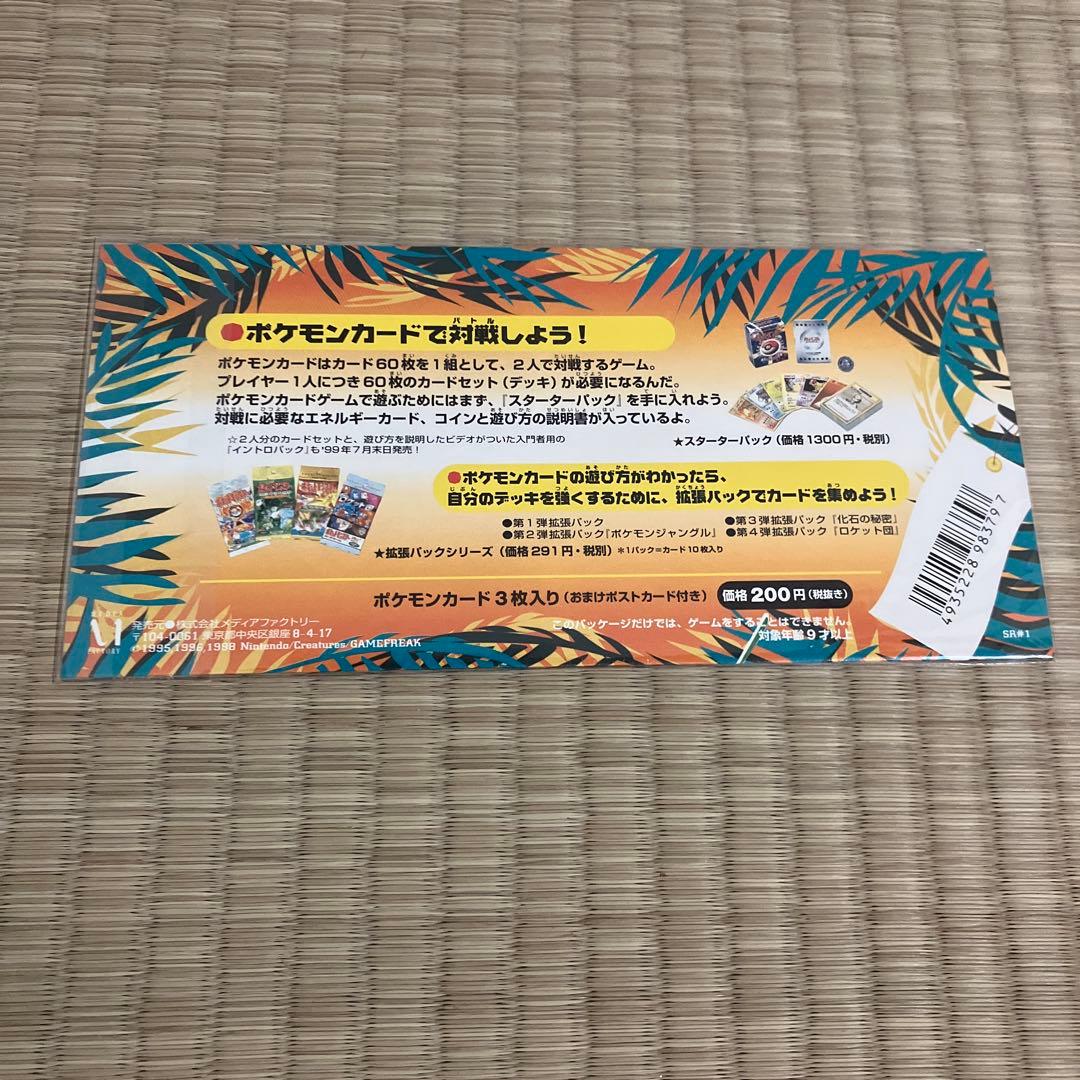 ●ポケモンカードで対戦しよう！
バトル
ポケモンカードはカード60枚を1組として、2人で対戦するゲーム。
プレイヤー1人につき60枚のカードセット（デッキ）が必要になるんだ。
ポケモンカードゲームで遊ぶためにはまず、『スターターパック』を手に入れよう。
対戦に必要なエネルギーカード、コインと遊び方の説明書が入っているよ。
☆2人分のカードセットと、遊び方を説明したビデオがついた入門者用の
『イントロパック』も'99年7月末日発売！
★スターターパック（価格1300円・税別）
●ポケモンカードの遊び方がわかったら、
自分のデッキを強くするために、拡張パックでカードを集めよう！
●第1弾拡張パック
●第3弾拡張パック『化石の秘密』
●第2弾拡張パック『ポケモンジャングル』
●第4弾拡張パック『ロケット団』
★拡張パックシリーズ（価格291円・税別）＊1パック＝カード10枚入り
ポケモンカード3枚入り（おまけポストカード付き）
価格200円（税抜き）
このパッケージだけでは、ゲームをすることはできません。
対象年齢9才以上
MEDIA
FACTORY
発売元●株式会社メディアファクトリー
〒104-0061 東京都中央区銀座8-4-17
©1995,1996,1998 Nintendo/Creatures/GAMEFREAK
4935228983797
SR#1